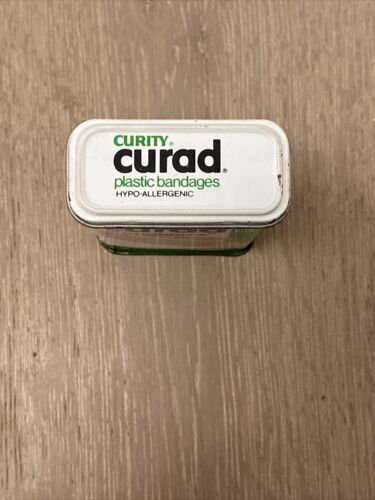 CURITY®
curad®
plastic bandages
HYPO-ALLERGENIC